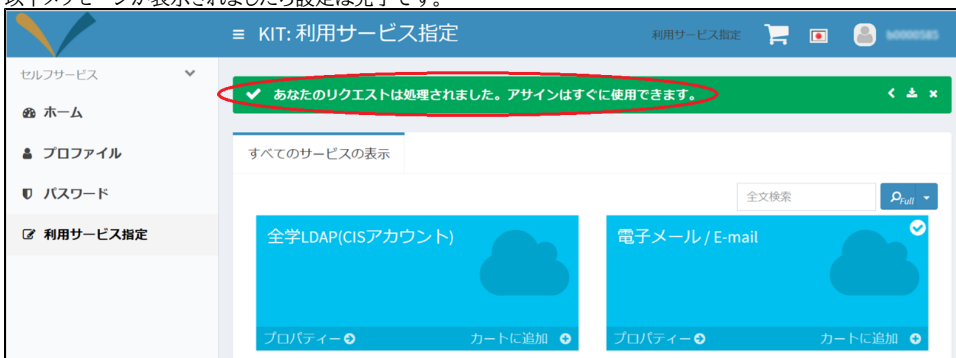 以下メッセージが表示されましたら設定は完了です。
KIT: 利用サービス指定
利用サービス指定
セルフサービス
あなたのリクエストは処理されました。アサインはすぐに使用できます。
ホーム
プロファイル
すべてのサービスの表示
パスワード
全文検索
Full
利用サービス指定
全学LDAP(CISアカウント)
電子メール / E-mail
プロパティー
カートに追加
プロパティー
カートに追加